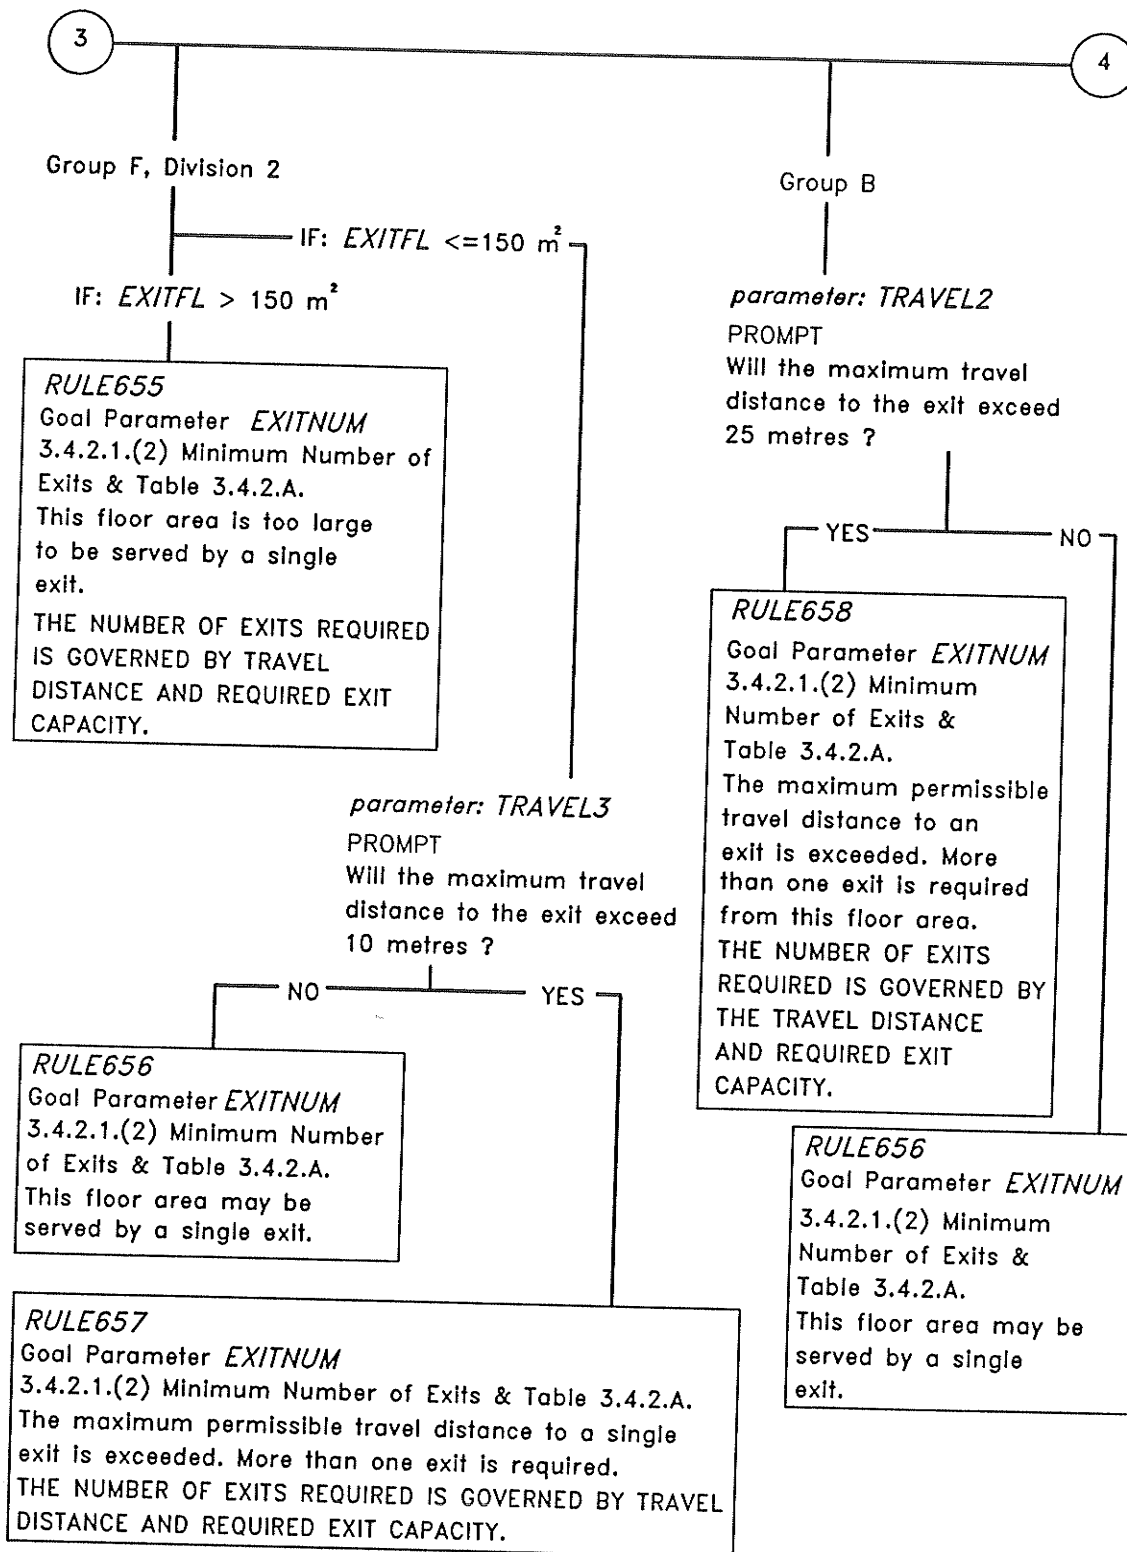 3
4
Group F, Division 2
IF: EXITFL <=150 m²
IF: EXITFL > 150 m²
RULE655
Goal Parameter EXITNUM
3.4.2.1.(2) Minimum Number of
Exits & Table 3.4.2.A.
This floor area is too large
to be served by a single
exit.
THE NUMBER OF EXITS REQUIRED
IS GOVERNED BY TRAVEL
DISTANCE AND REQUIRED EXIT
CAPACITY.
parameter: TRAVEL3
PROMPT
Will the maximum travel
distance to the exit exceed
10 metres ?
NO
YES
RULE656
Goal Parameter EXITNUM
3.4.2.1.(2) Minimum Number
of Exits & Table 3.4.2.A.
This floor area may be
served by a single exit.
RULE657
Goal Parameter EXITNUM
3.4.2.1.(2) Minimum Number of Exits & Table 3.4.2.A.
The maximum permissible travel distance to a single
exit is exceeded. More than one exit is required.
THE NUMBER OF EXITS REQUIRED IS GOVERNED BY TRAVEL
DISTANCE AND REQUIRED EXIT CAPACITY.
Group B
parameter: TRAVEL2
PROMPT
Will the maximum travel
distance to the exit exceed
25 metres ?
YES
NO
RULE658
Goal Parameter EXITNUM
3.4.2.1.(2) Minimum
Number of Exits &
Table 3.4.2.A.
The maximum permissible
travel distance to an
exit is exceeded. More
than one exit is required
from this floor area.
THE NUMBER OF EXITS
REQUIRED IS GOVERNED BY
THE TRAVEL DISTANCE
AND REQUIRED EXIT
CAPACITY.
RULE656
Goal Parameter EXITNUM
3.4.2.1.(2) Minimum
Number of Exits &
Table 3.4.2.A.
This floor area may be
served by a single
exit.